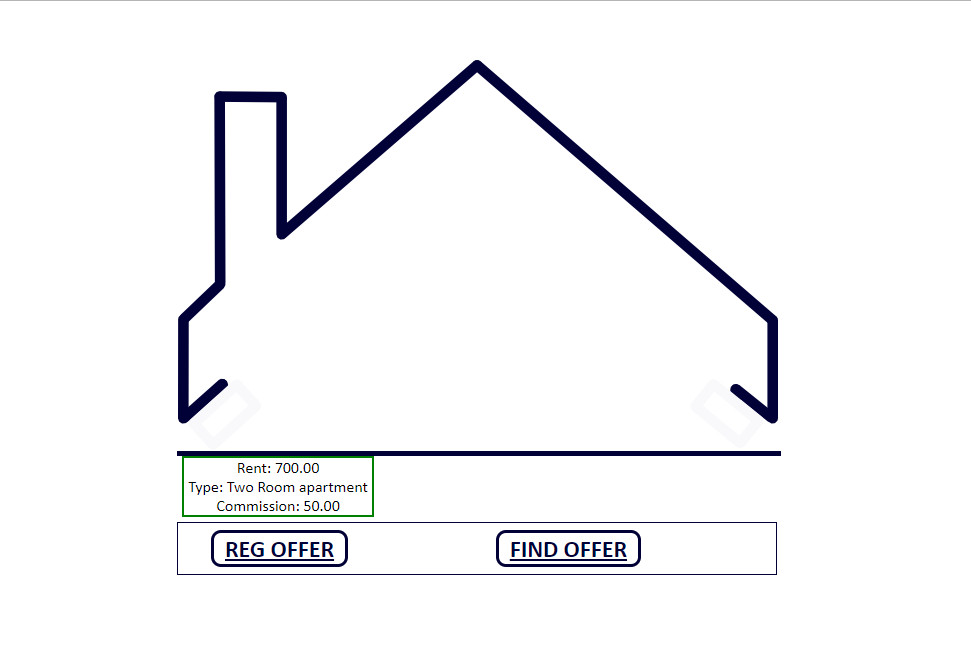 Rent: 700.00
Type: Two Room apartment
Commission: 50.00
REG OFFER
FIND OFFER